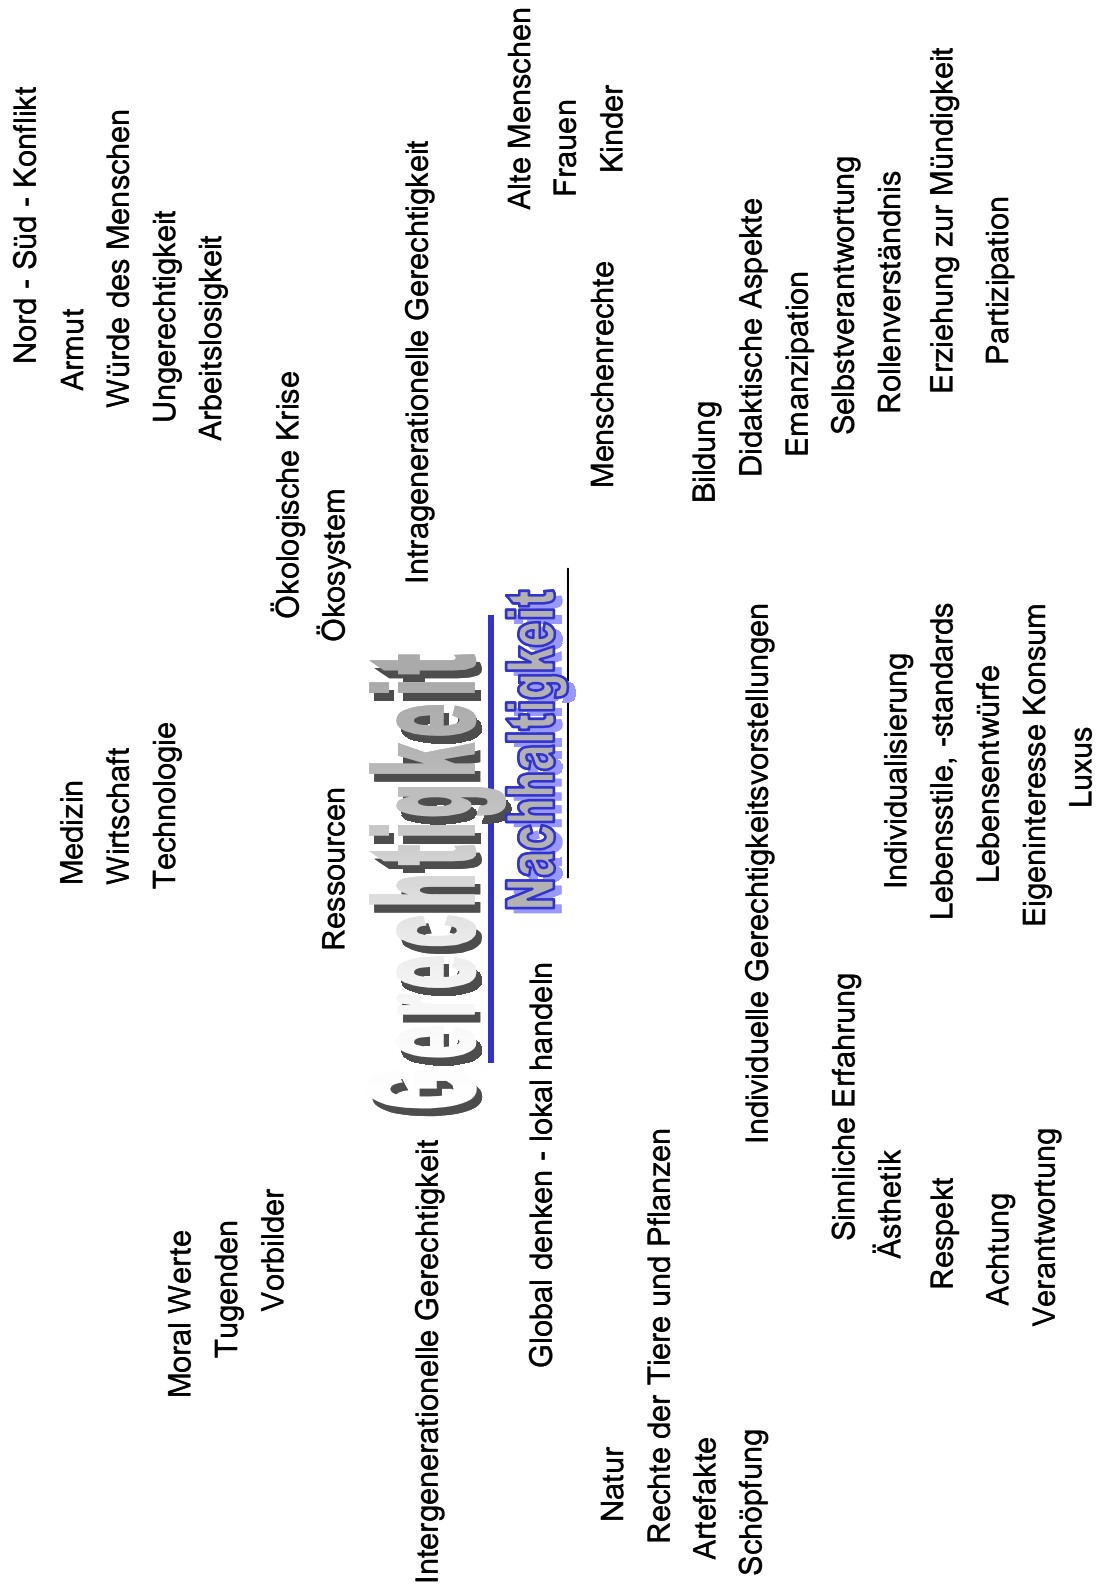 Nord - Süd - Konflikt
Armut
Würde des Menschen
Ungerechtigkeit
Arbeitslosigkeit
Medizin
Wirtschaft
Technologie
Moral Werte
Tugenden
Vorbilder
Ökologische Krise
Ökosystem
Ressourcen
Intergenerationelle Gerechtigkeit
Gerechtigkeit
Intragenerationelle Gerechtigkeit
Nachhaltigkeit
Global denken - lokal handeln
Alte Menschen
Frauen
Kinder
Menschenrechte
Natur
Rechte der Tiere und Pflanzen
Artefakte
Schöpfung
Individuelle Gerechtigkeitsvorstellungen
Bildung
Didaktische Aspekte
Emanzipation
Selbstverantwortung
Rollenverständnis
Erziehung zur Mündigkeit
Partizipation
Sinnliche Erfahrung
Ästhetik
Respekt
Achtung
Verantwortung
Individualisierung
Lebensstile, -standards
Lebensentwürfe
Eigeninteresse Konsum
Luxus